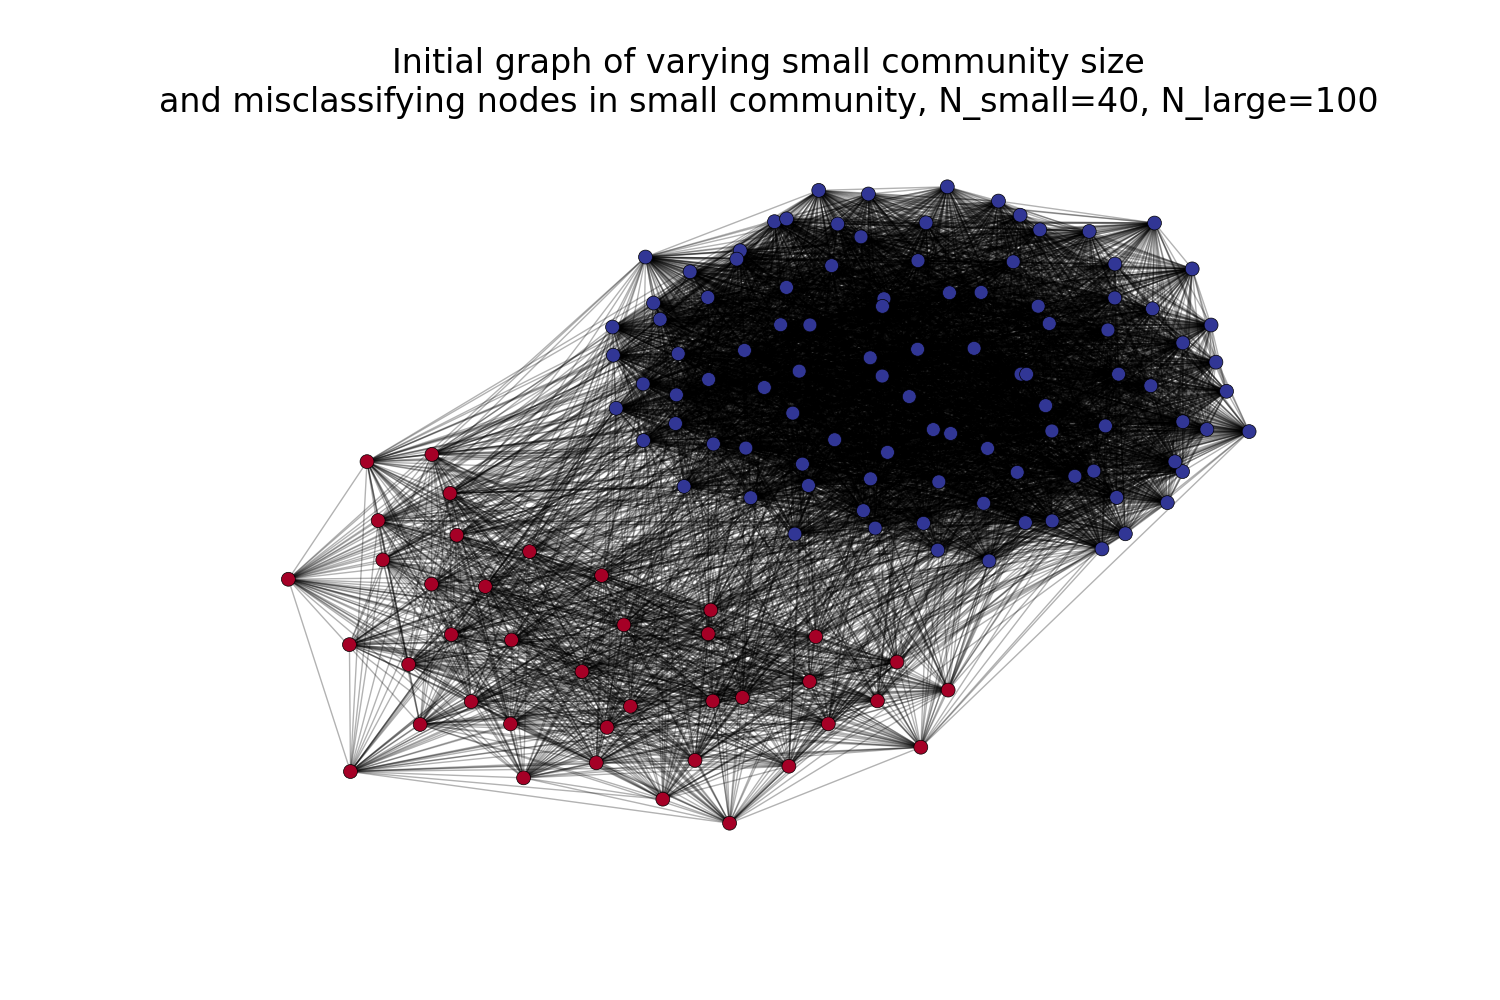 Initial graph of varying small community size
and misclassifying nodes in small community, N_small=40, N_large=100